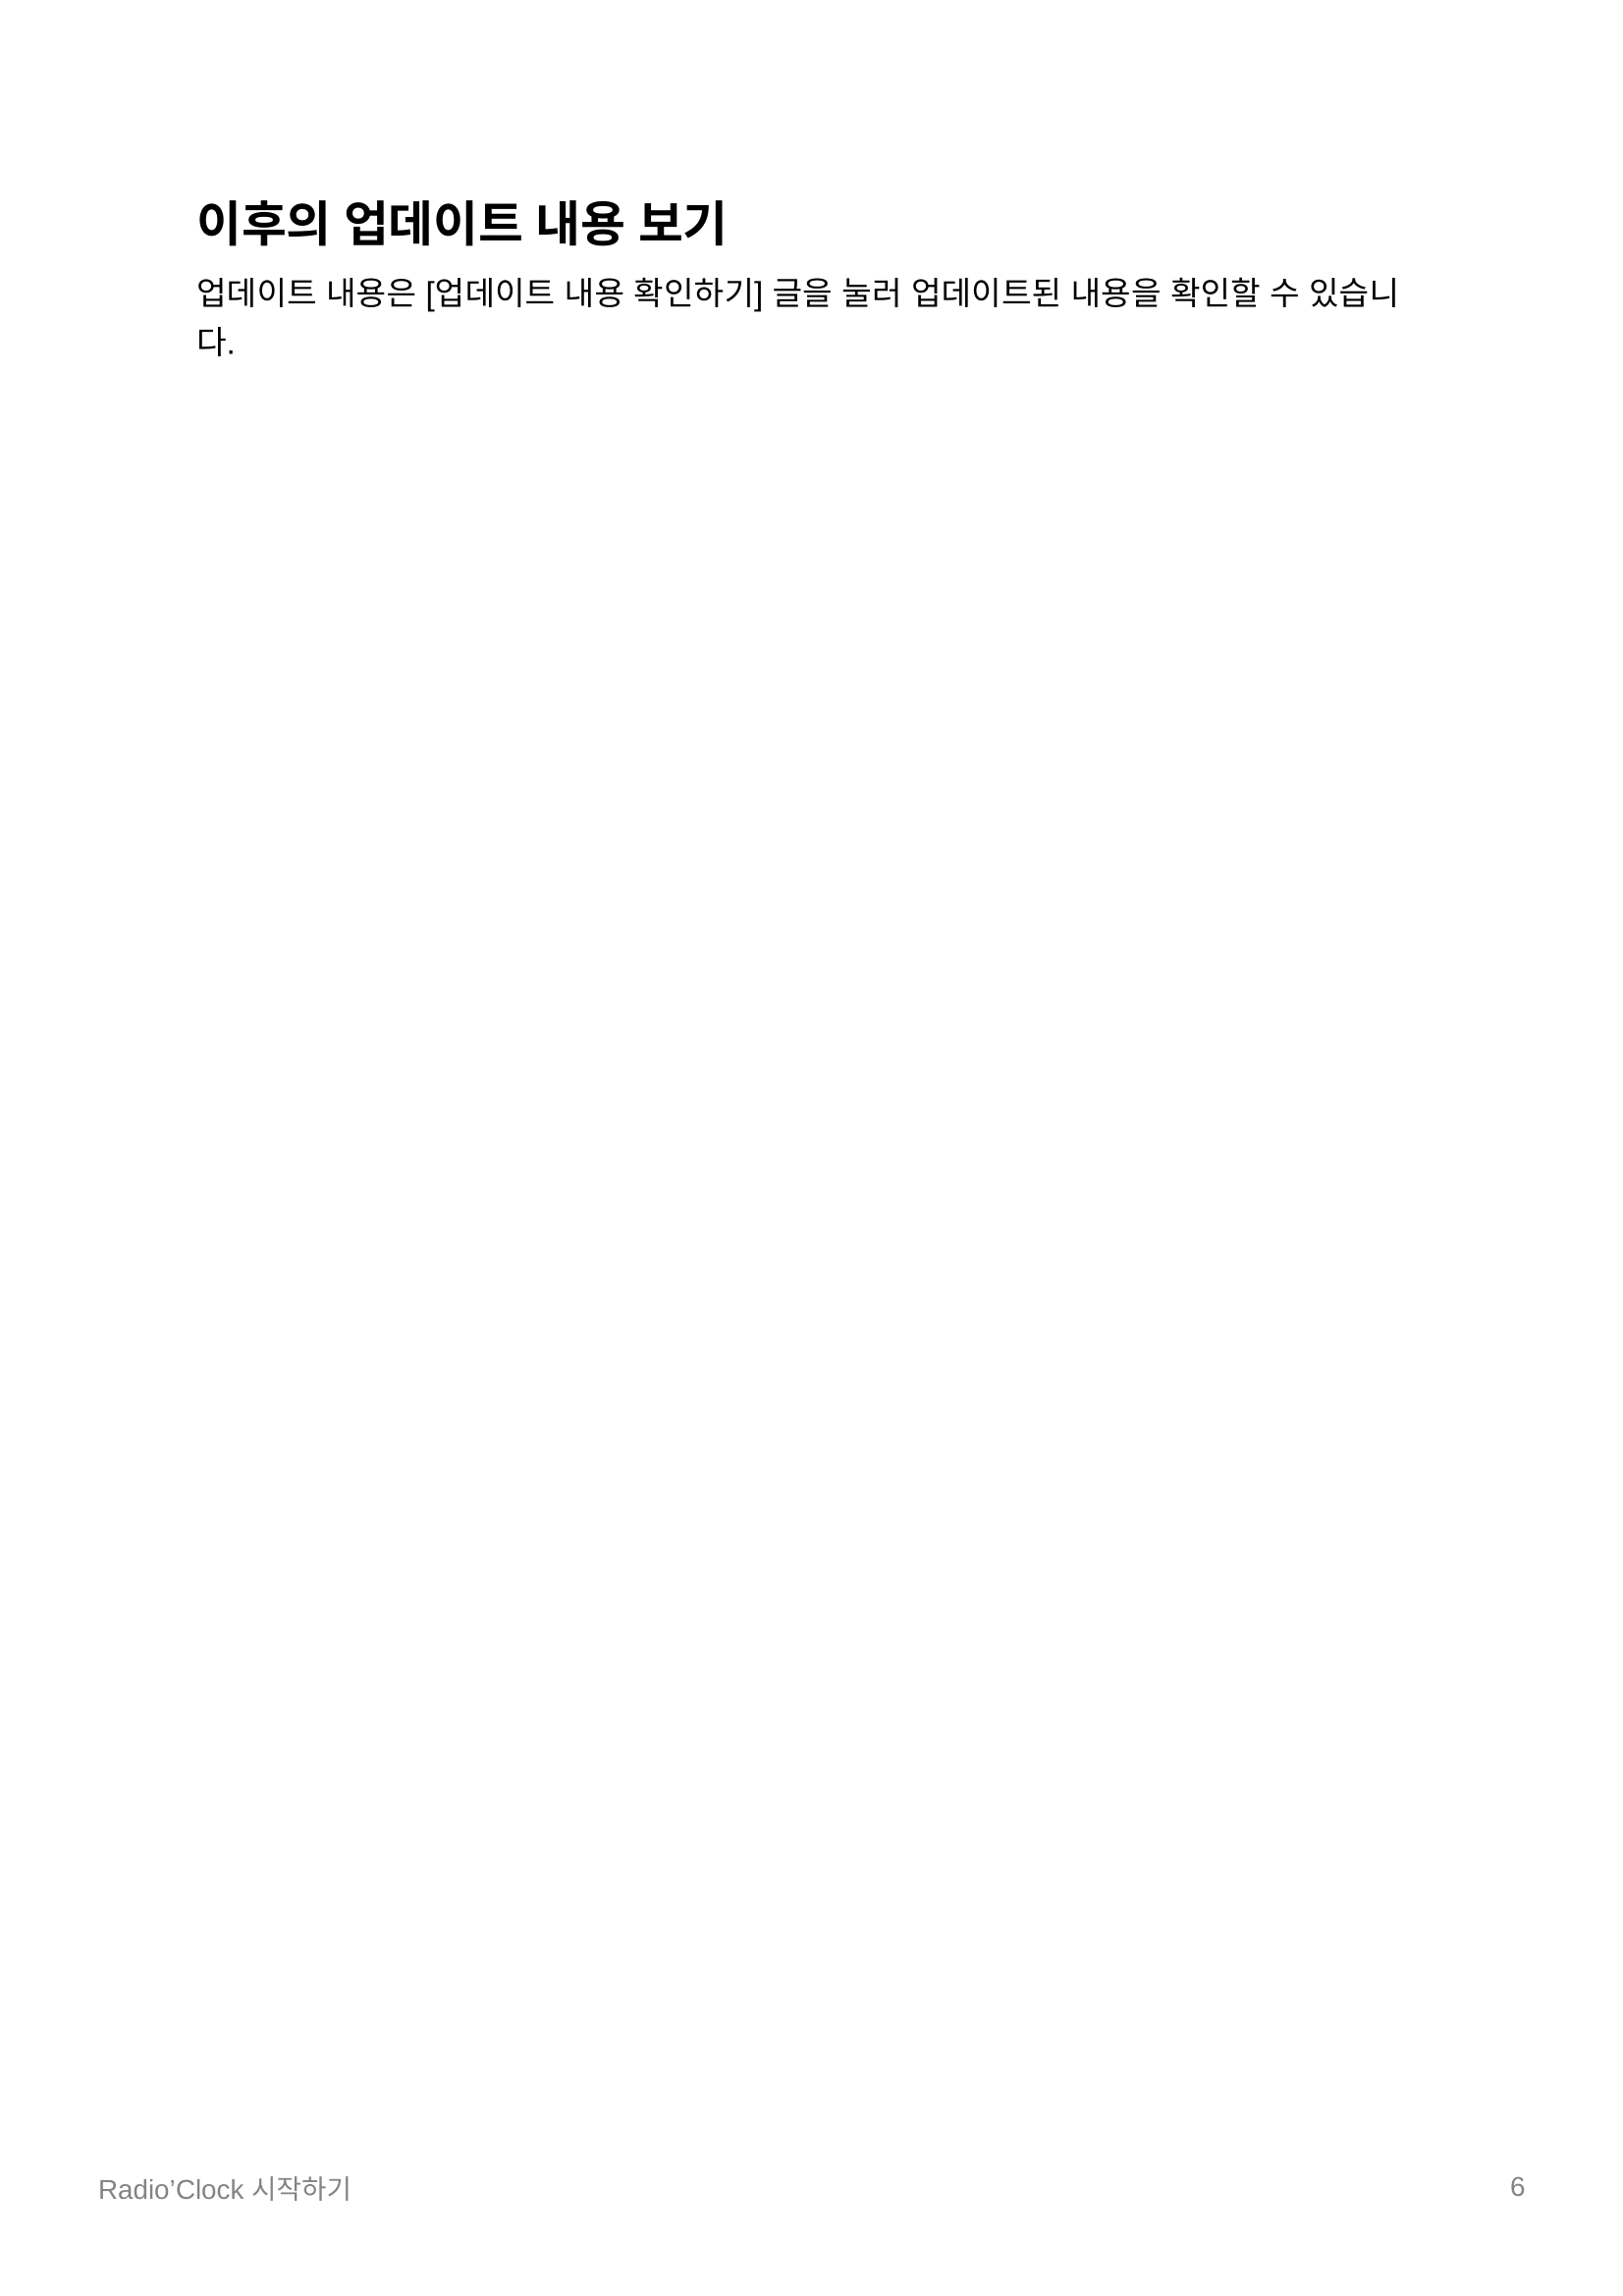 이후의 업데이트 내용 보기
업데이트 내용은 [업데이트 내용 확인하기] 글을 눌러 업데이트된 내용을 확인할 수 있습니
다.
Radio’Clock 시작하기
6